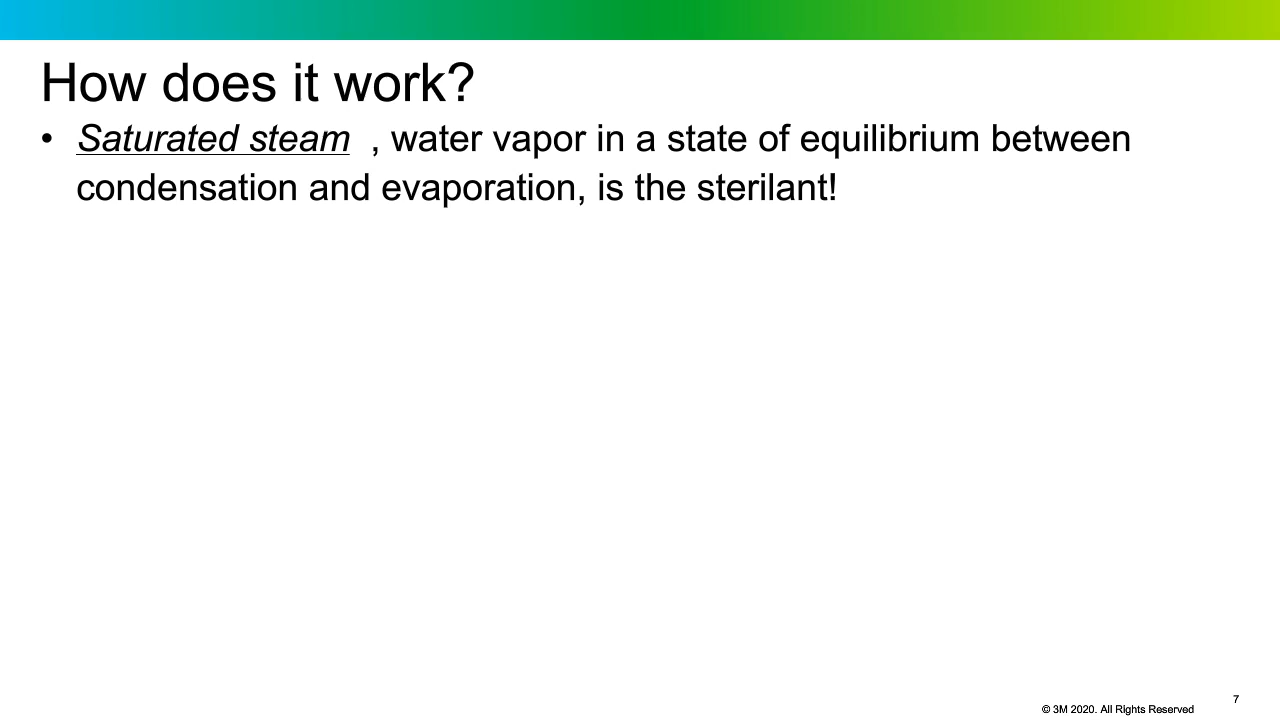 How does it work?
• Saturated steam , water vapor in a state of equilibrium between
condensation and evaporation, is the sterilant!
7
© 3M 2020. All Rights Reserved